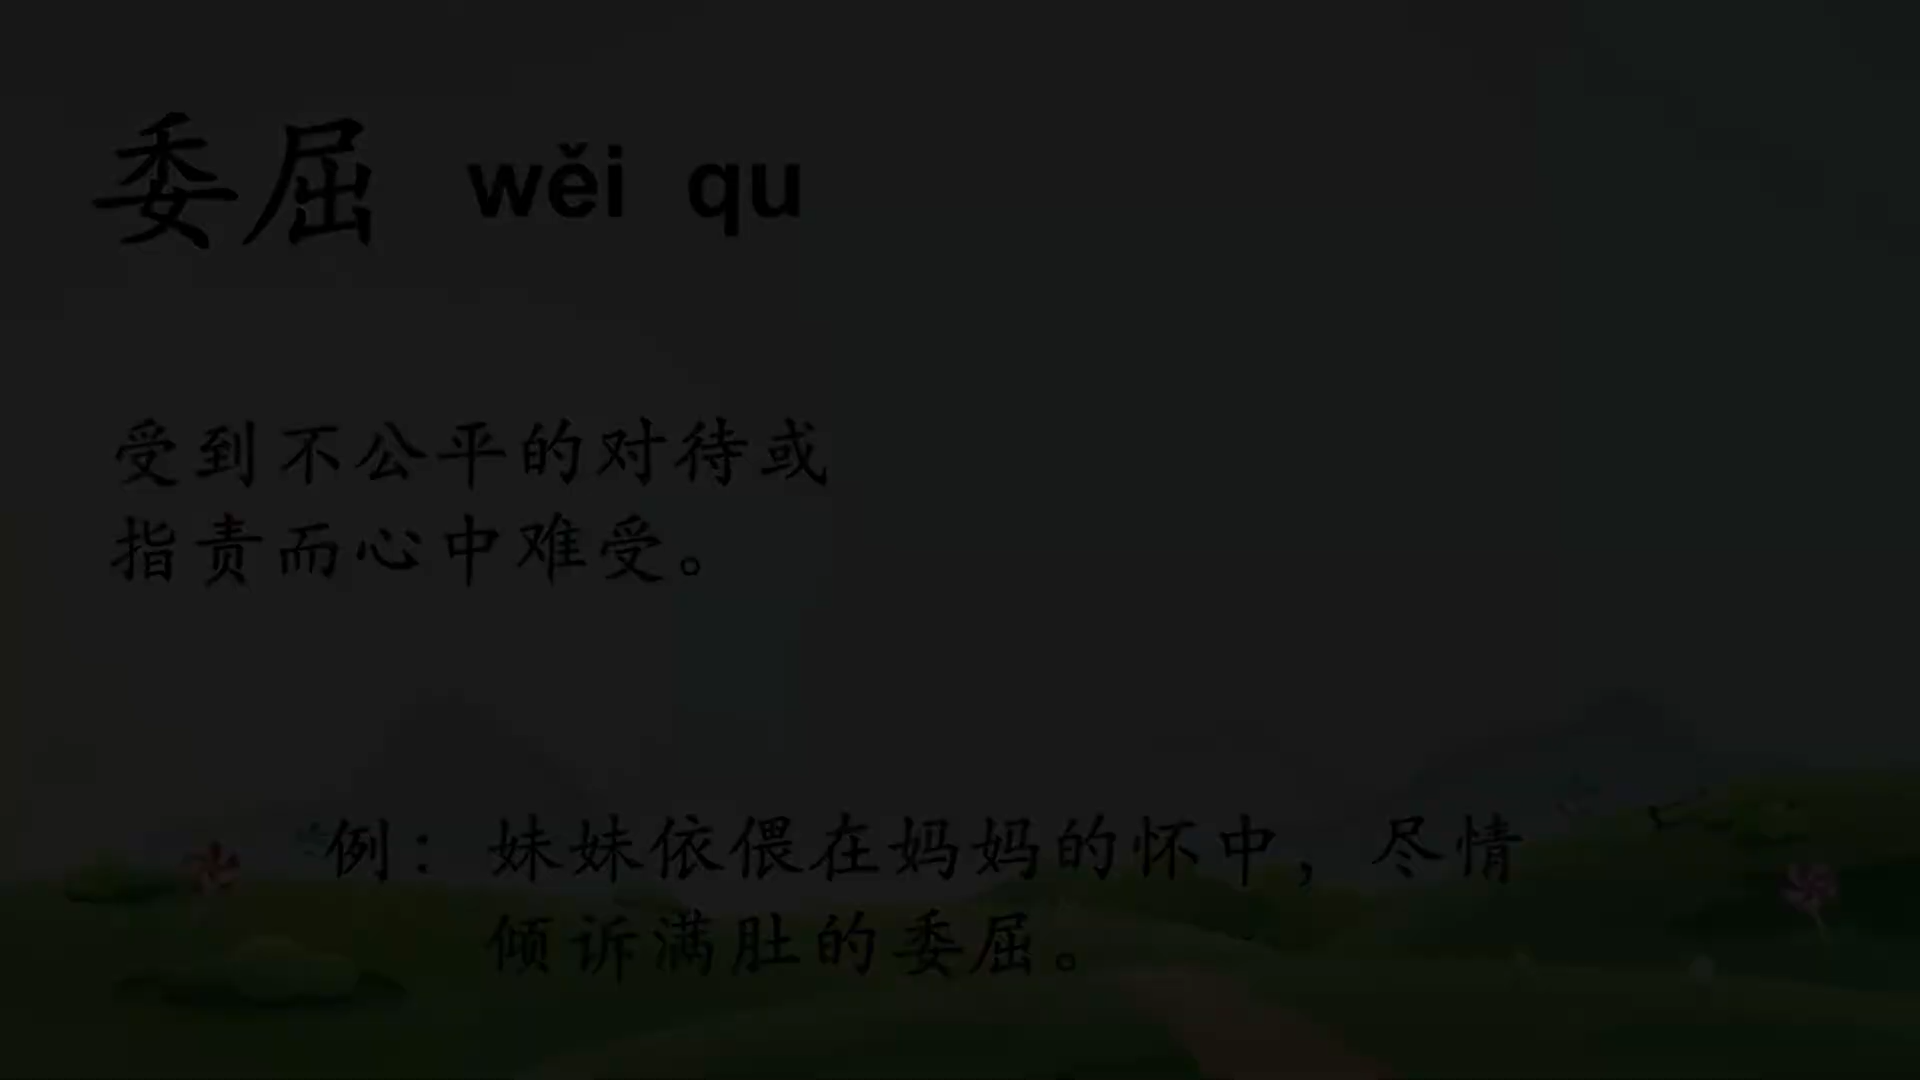 委屈 wěi qu
受到不公平的对待或
指责而心中难受。
例：妹妹依偎在妈妈的怀中，尽情
倾诉满肚的委屈。